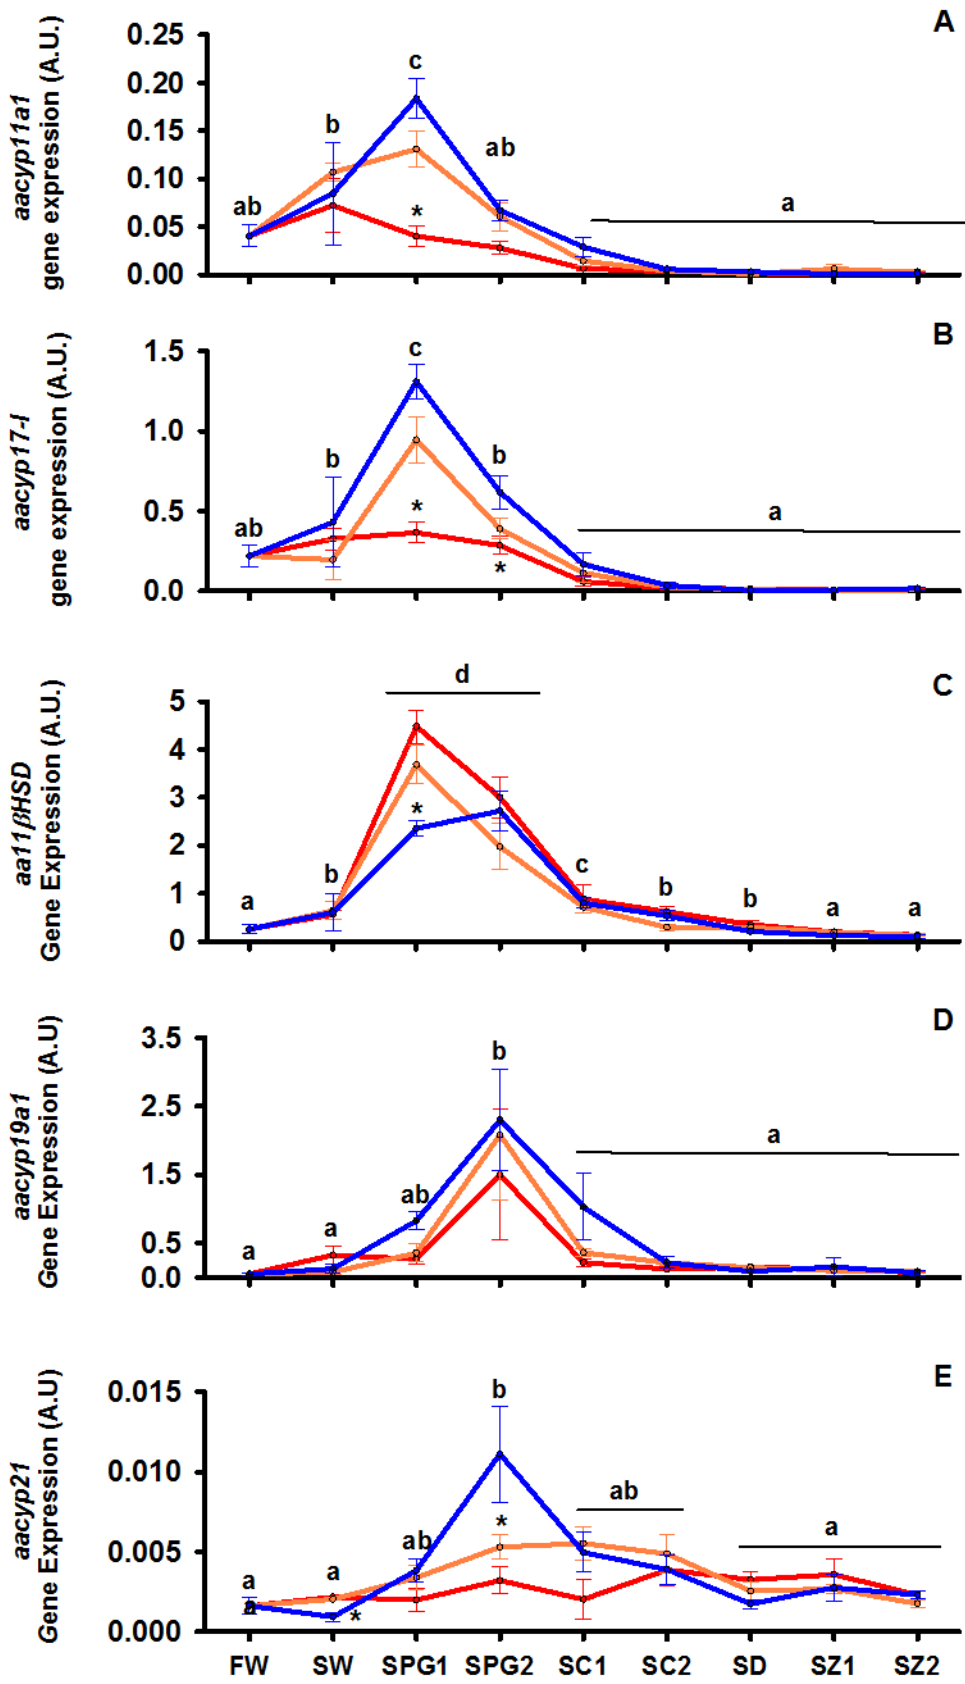 A
aacyp11a1
gene expression (A.U.)
0.25
0.20
0.15
0.10
0.05
0.00
ab
b
c
*
ab
a
B
aacyp17-I
gene expression (A.U.)
1.5
1.0
0.5
0.0
ab
b
c
*
b
*
a
C
aa11βHSD
Gene Expression (A.U.)
5
4
3
2
1
0
a
b
d
*
c
b
b
a
a
D
aacyp19a1
Gene Expression (A.U)
3.5
2.5
1.5
0.5
0.0
a
a
ab
b
a
E
aacyp21
Gene Expression (A.U)
0.015
0.010
0.005
0.000
a
a
a
*
ab
b
*
ab
a
FW SW SPG1 SPG2 SC1 SC2 SD SZ1 SZ2